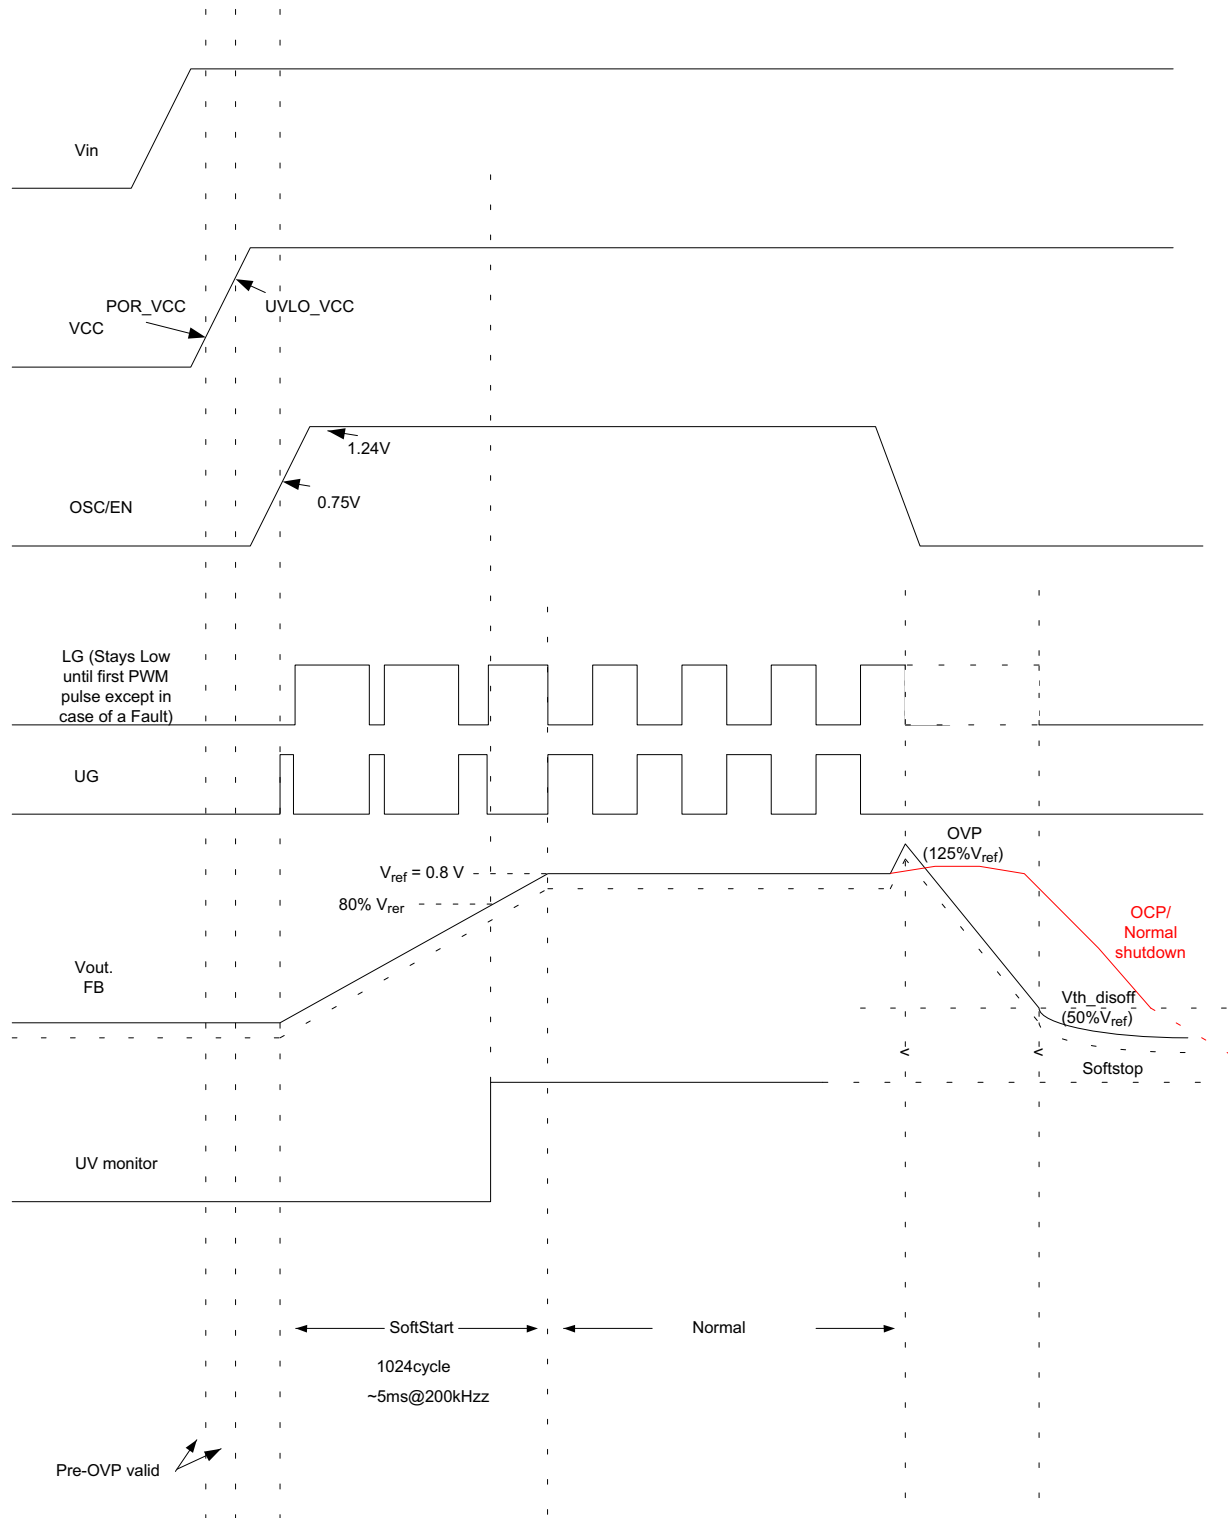 Vin
POR_VCC
UVLO_VCC
VCC
1.24V
0.75V
OSC/EN
LG (Stays Low
until first PWM
pulse except in
case of a Fault)
UG
OVP
(125%Vref)
Vref = 0.8 V
80% Vrer
OCP/
Normal
shutdown
Vout.
FB
Vth_disoff
(50%Vref)
Softstop
UV monitor
SoftStart
Normal
1024cycle
~5ms@200kHzz
Pre-OVP valid